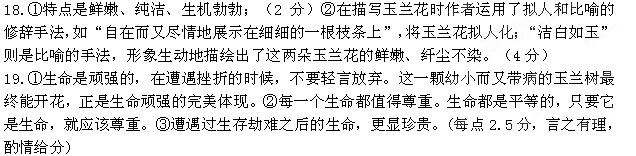 18.①特点是鲜嫩、纯洁、生机勃勃；（2 分）②在描写玉兰花时作者运用了拟人和比喻的
修辞手法,如“自在而又尽情地展示在细细的一根枝条上”,将玉兰花拟人化；“洁白如玉”
则是比喻的手法，形象生动地描绘出了这两朵玉兰花的鲜嫩、纤尘不染。（4 分）
19.①生命是顽强的，在遭遇挫折的时候，不要轻言放弃。这一颗幼小而又带病的玉兰树最
终能开花，正是生命顽强的完美体现。②每一个生命都值得尊重。生命都是平等的，只要它
是生命，就应该尊重。③遭遇过生存劫难之后的生命，更显珍贵。(每点 2.5 分，言之有理，
酌情给分)